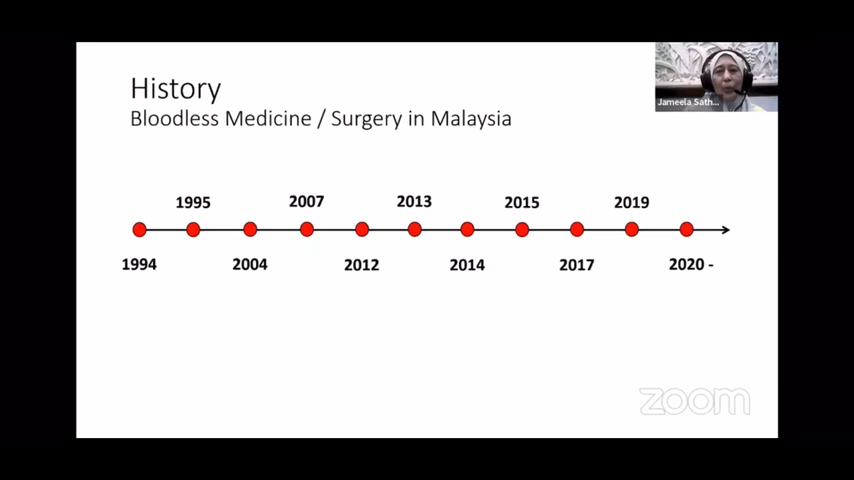 History
Bloodless Medicine / Surgery in Malaysia
Jameela Sath...
1995 2007 2013 2015 2019
1994 2004 2012 2014 2017 2020 -
zoom